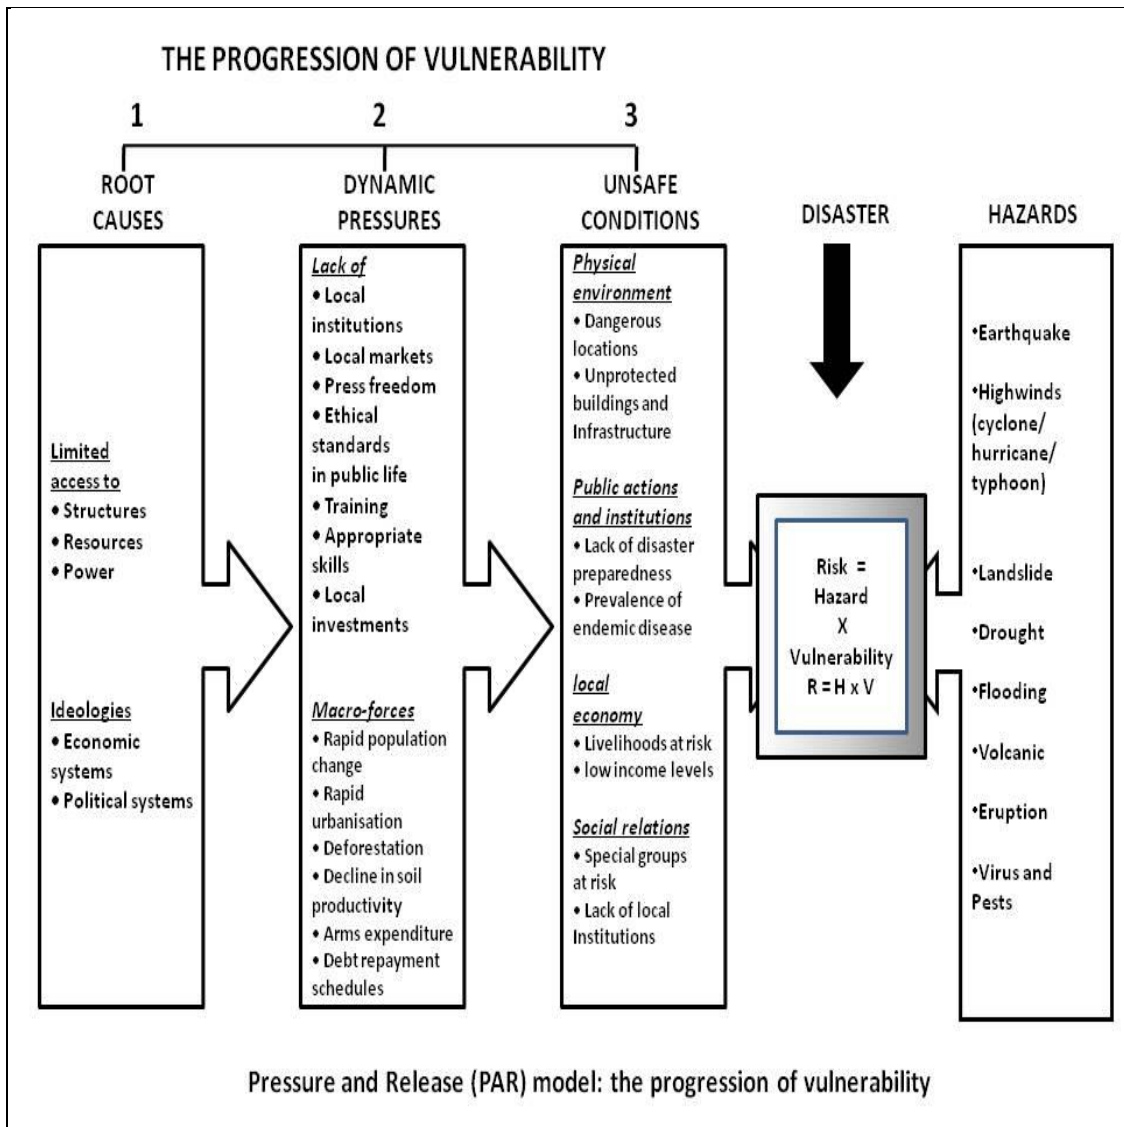 THE PROGRESSION OF VULNERABILITY
1
2
3
ROOT
CAUSES
DYNAMIC
PRESSURES
UNSAFE
CONDITIONS
DISASTER
HAZARDS
Limited
access to
• Structures
• Resources
• Power
Ideologies
• Economic
systems
• Political systems
Lack of
• Local
institutions
• Local markets
• Press freedom
• Ethical
standards
in public life
• Training
• Appropriate
skills
• Local
investments
Macro-forces
• Rapid population
change
• Rapid
urbanisation
• Deforestation
• Decline in soil
productivity
• Arms expenditure
• Debt repayment
schedules
Physical
environment
• Dangerous
locations
• Unprotected
buildings and
Infrastructure
Public actions
and institutions
• Lack of disaster
preparedness
• Prevalence of
endemic disease
local
economy
• Livelihoods at risk
• low income levels
Social relations
• Special groups
at risk
• Lack of local
Institutions
Risk =
Hazard
X
Vulnerability
R = H x V
•Earthquake
•Highwinds
(cyclone/
hurricane/
typhoon)
•Landslide
•Drought
•Flooding
•Volcanic
•Eruption
•Virus and
Pests
Pressure and Release (PAR) model: the progression of vulnerability